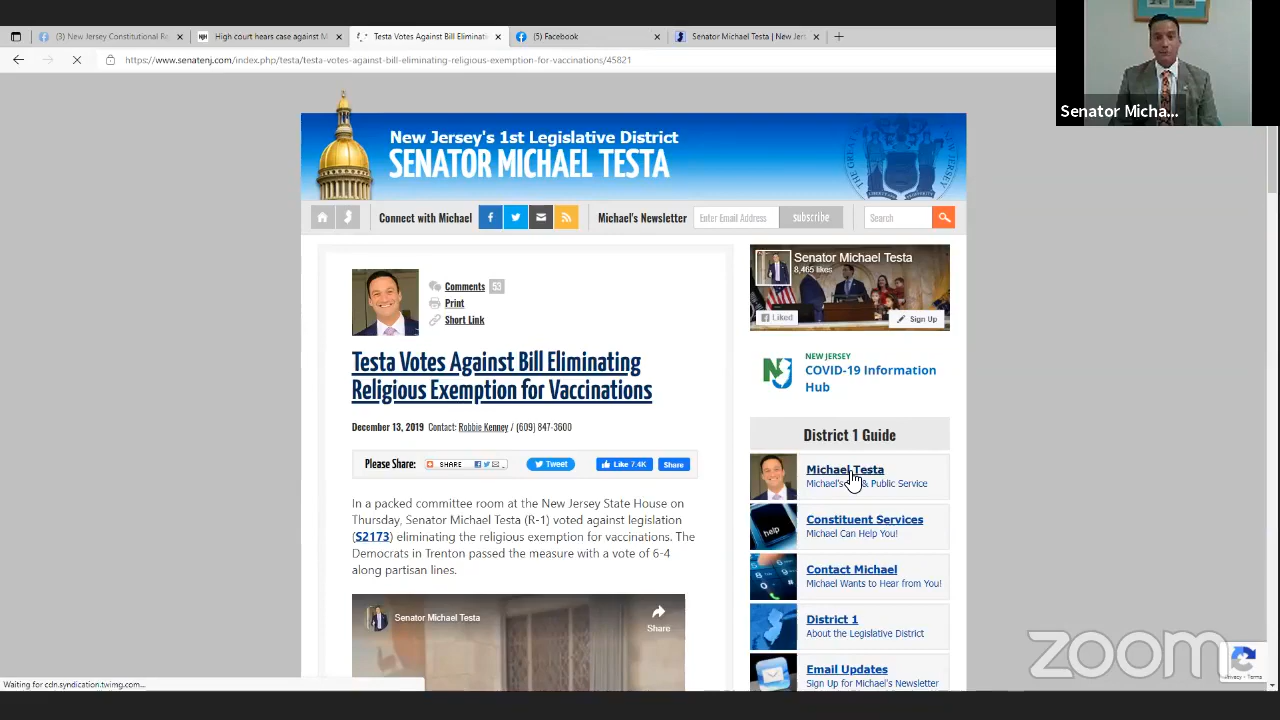 (3) New Jersey Constitutional Re
High court hears case against M
Testa Votes Against Bill Eliminati
(5) Facebook
Senator Michael Testa | New Jer
https://www.senatenj.com/index.php/testa/testa-votes-against-bill-eliminating-religious-exemption-for-vaccinations/45821
Senator Micha...
New Jersey's 1st Legislative District
SENATOR MICHAEL TESTA
Connect with Michael
Michael's Newsletter
Enter Email Address
subscribe
Search
Comments 53
Print
Short Link
Testa Votes Against Bill Eliminating
Religious Exemption for Vaccinations
December 13, 2019 Contact: Robbie Kenney / (609) 847-3600
Please Share:
SHARE
Tweet
Like 7.4K
Share
In a packed committee room at the New Jersey State House on
Thursday, Senator Michael Testa (R-1) voted against legislation
(S2173) eliminating the religious exemption for vaccinations. The
Democrats in Trenton passed the measure with a vote of 6-4
along partisan lines.
Senator Michael Testa
Share
Senator Michael Testa
8,465 likes
Liked
Sign Up
NEW JERSEY
COVID-19 Information
Hub
District 1 Guide
Michael Testa
Michael's & Public Service
help
Constituent Services
Michael Can Help You!
Contact Michael
Michael Wants to Hear from You!
District 1
About the Legislative District
Email Updates
Sign Up for Michael's Newsletter
zoom
Privacy - Terms
Waiting for cdn.syndication.twimg.com...